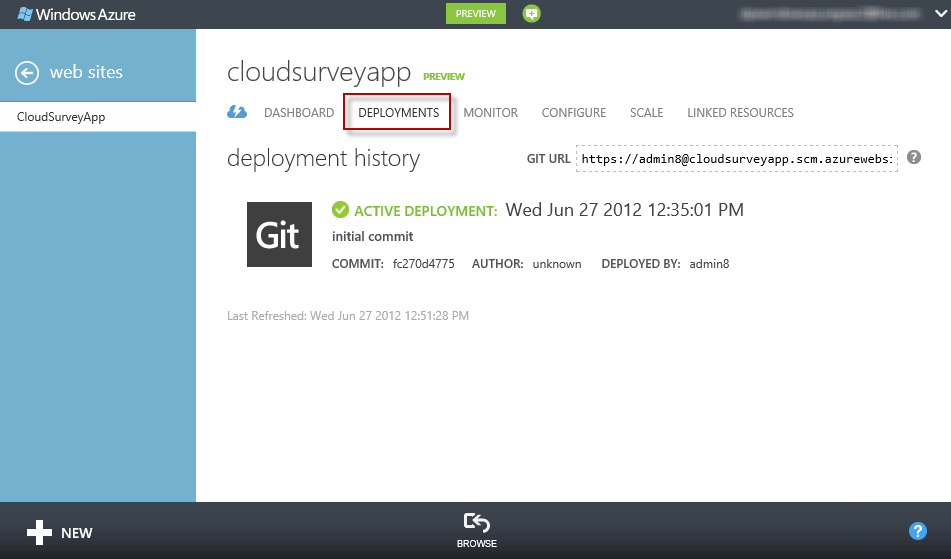 Windows Azure
PREVIEW
web sites
CloudSurveyApp
cloudsurveyapp PREVIEW
DASHBOARD DEPLOYMENTS MONITOR CONFIGURE SCALE LINKED RESOURCES
deployment history
GIT URL https://admin8@cloudsurveyapp.scm.azurewebs
?
Git
ACTIVE DEPLOYMENT: Wed Jun 27 2012 12:35:01 PM
initial commit
COMMIT: fc270d4775 AUTHOR: unknown DEPLOYED BY: admin8
Last Refreshed: Wed Jun 27 2012 12:51:28 PM
NEW
BROWSE
?